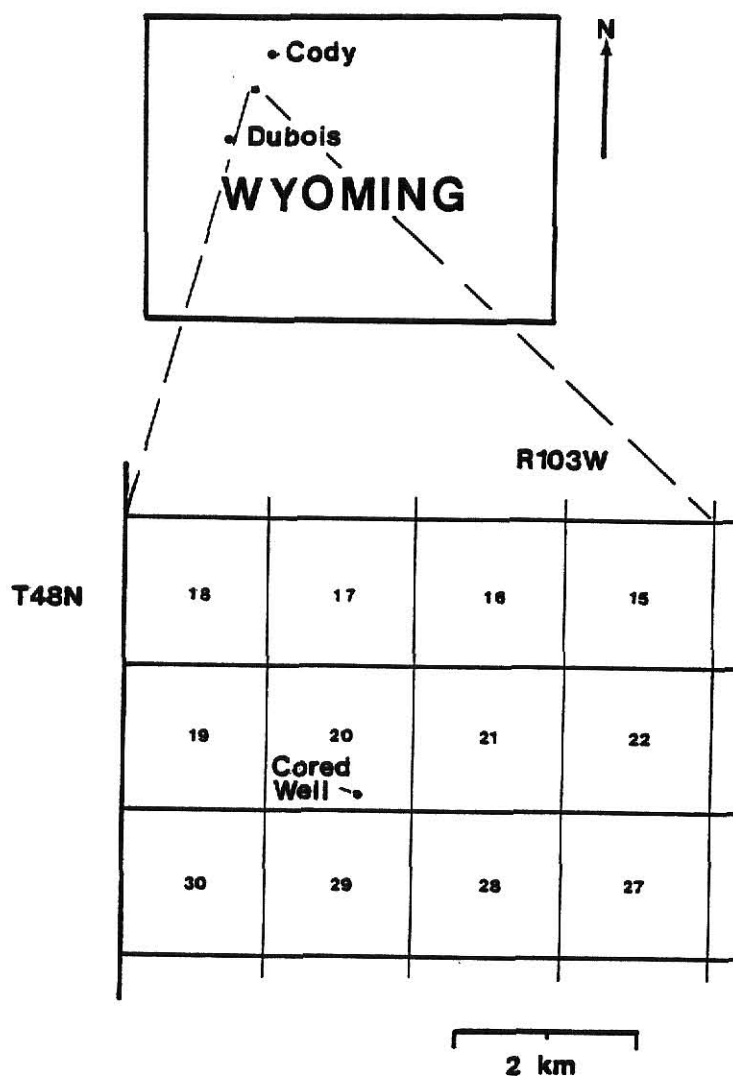 N
Cody
Dubois
WYOMING
R103W
T48N
18 17 16 15
19 20 21 22
Cored
Well
30 29 28 27
2 km